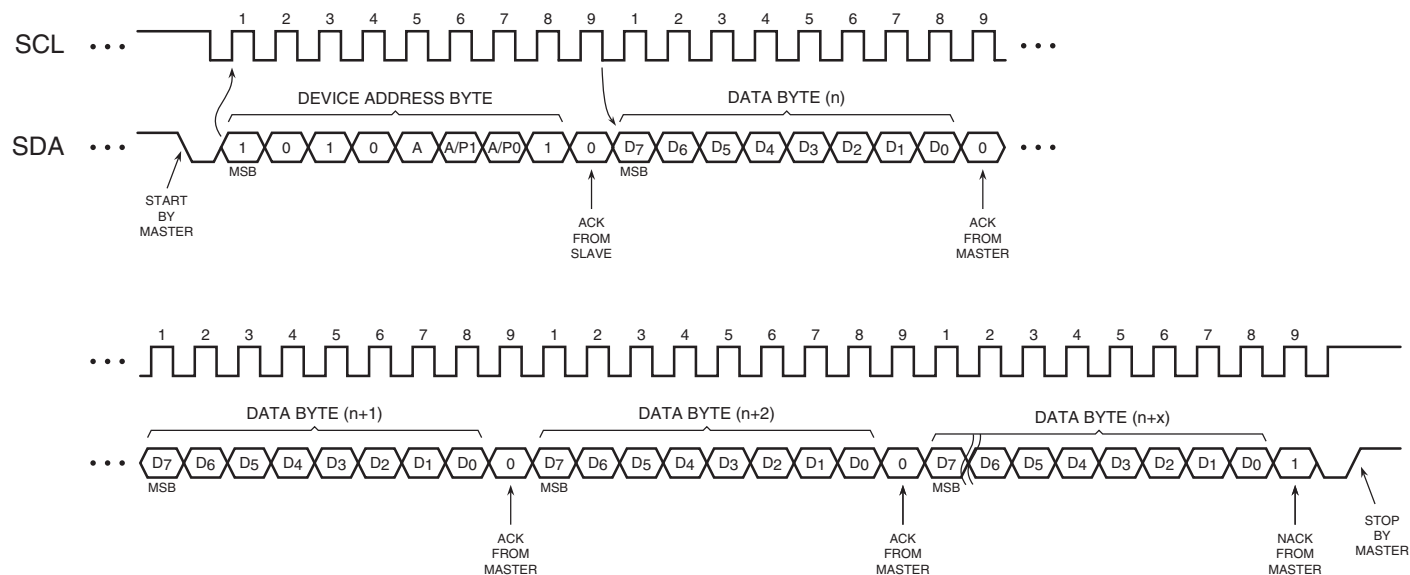 1 2 3 4 5 6 7 8 9 1 2 3 4 5 6 7 8 9
SCL • • • • • •
DEVICE ADDRESS BYTE DATA BYTE (n)
SDA • • • 1 0 1 0 A A/P1 A/P0 1 0 D7 D6 D5 D4 D3 D2 D1 D0 0 • • •
MSB MSB
START
BY
MASTER
ACK
FROM
SLAVE
ACK
FROM
MASTER
1 2 3 4 5 6 7 8 9 1 2 3 4 5 6 7 8 9 1 2 3 4 5 6 7 8 9
• • •
DATA BYTE (n+1) DATA BYTE (n+2) DATA BYTE (n+x)
• • • D7 D6 D5 D4 D3 D2 D1 D0 0 D7 D6 D5 D4 D3 D2 D1 D0 0 D7 D6 D5 D4 D3 D2 D1 D0 1
MSB MSB MSB
ACK
FROM
MASTER
ACK
FROM
MASTER
NACK
FROM
MASTER
STOP
BY
MASTER